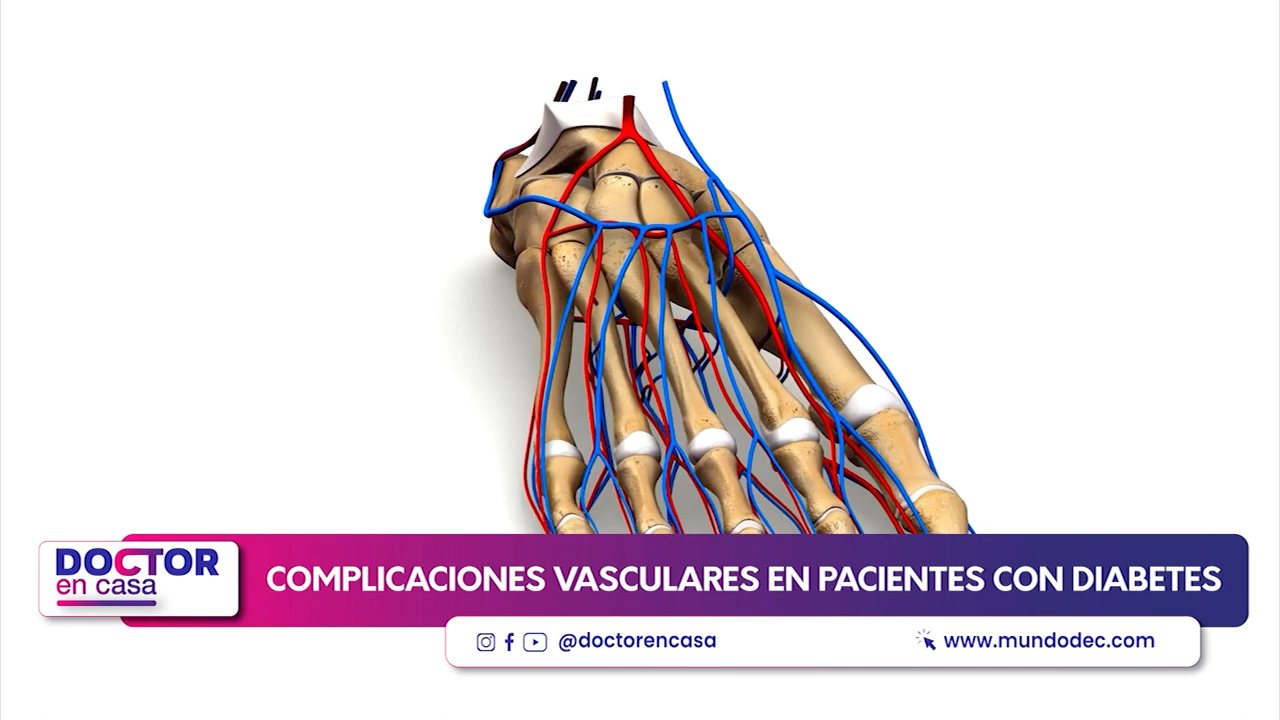 DOCTOR
en casa
COMPLICACIONES VASCULARES EN PACIENTES CON DIABETES
@doctorencasa
www.mundodec.com